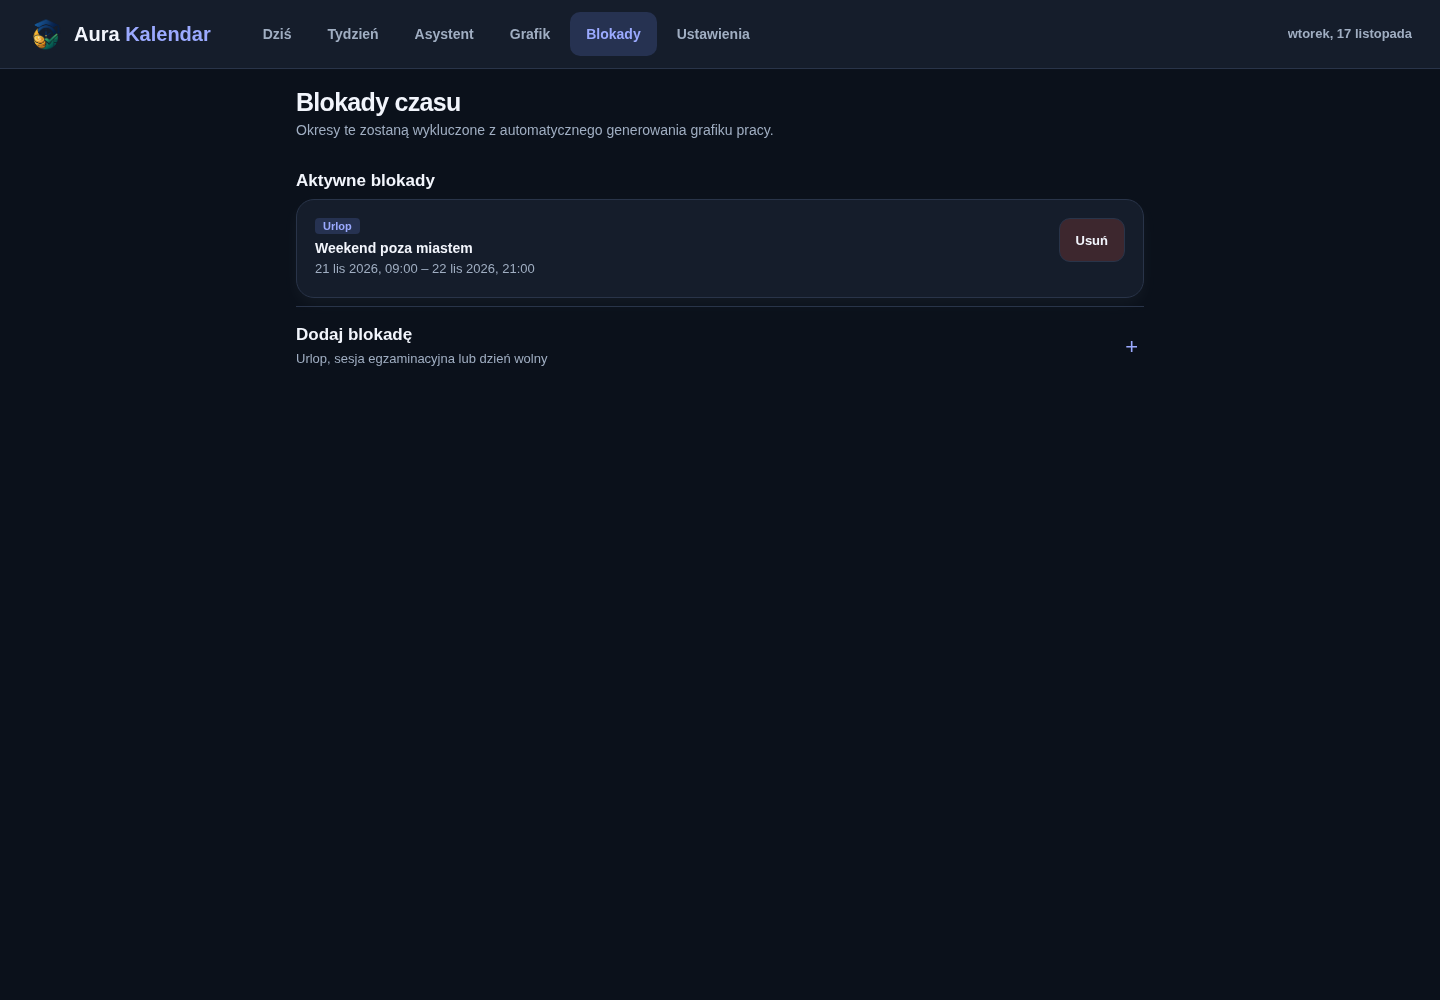 Aura Kalendar
Dziś
Tydzień
Asystent
Grafik
Blokady
Ustawienia
wtorek, 17 listopada
Blokady czasu
Okresy te zostaną wykluczone z automatycznego generowania grafiku pracy.
Aktywne blokady
Urlop
Weekend poza miastem
21 lis 2026, 09:00 – 22 lis 2026, 21:00
Usuń
Dodaj blokadę
Urlop, sesja egzaminacyjna lub dzień wolny
+